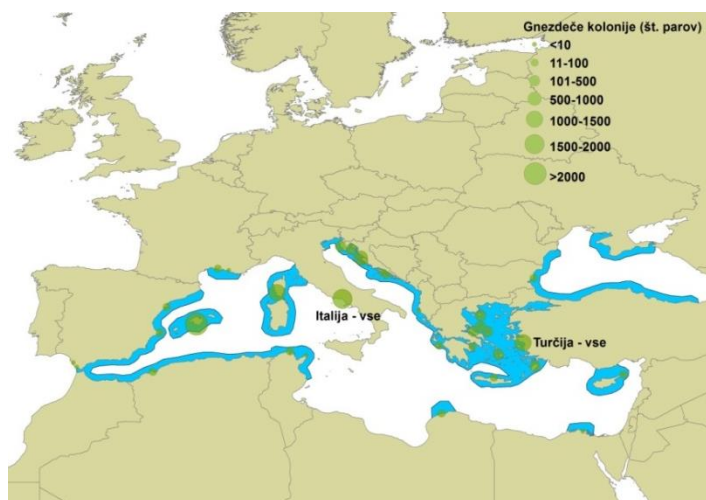 Gnezdeče kolonije (št. parov)
<10
11-100
101-500
500-1000
1000-1500
1500-2000
>2000
Italija - vse
Turčija - vse